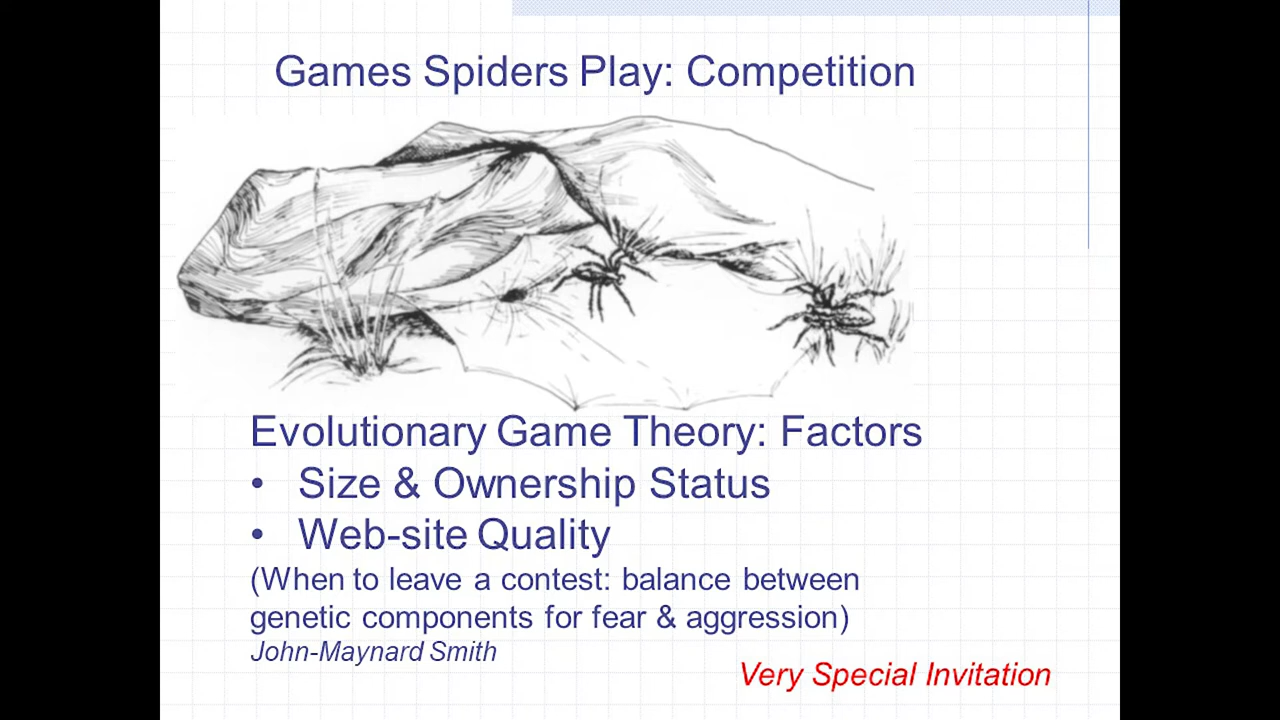 Games Spiders Play: Competition
Evolutionary Game Theory: Factors
• Size & Ownership Status
• Web-site Quality
(When to leave a contest: balance between
genetic components for fear & aggression)
John-Maynard Smith
Very Special Invitation